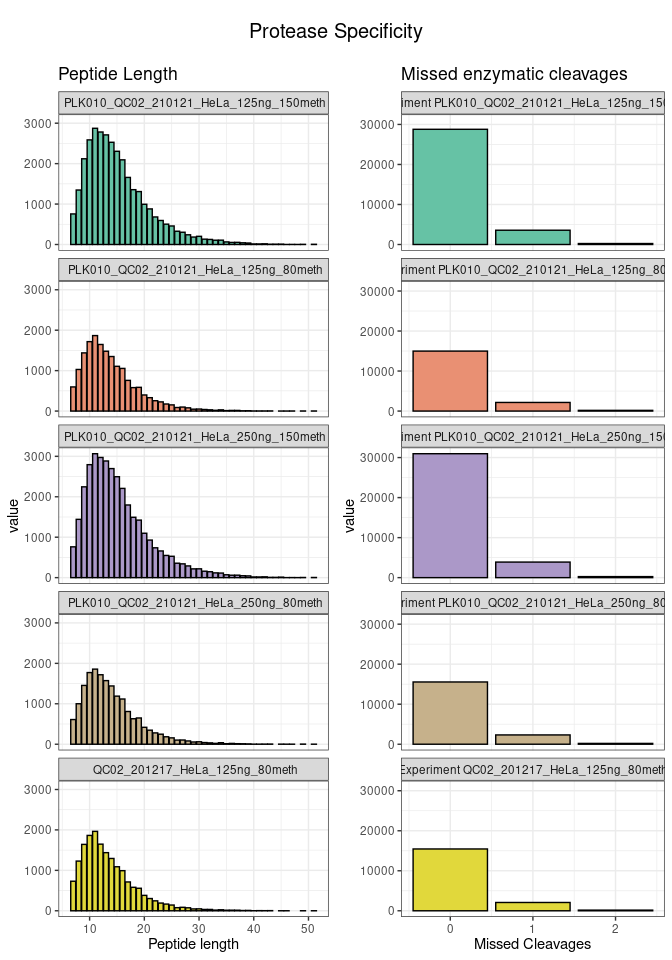 Protease Specificity
Peptide Length
PLK010_QC02_210121_HeLa_125ng_150meth
3000
2000
1000
0
PLK010_QC02_210121_HeLa_125ng_80meth
3000
2000
1000
0
PLK010_QC02_210121_HeLa_250ng_150meth
3000
2000
1000
0
PLK010_QC02_210121_HeLa_250ng_80meth
3000
2000
1000
0
QC02_201217_HeLa_125ng_80meth
3000
2000
1000
0
10 20 30 40 50
Peptide length
value
Missed enzymatic cleavages
iment PLK010_QC02_210121_HeLa_125ng_150
30000
20000
10000
0
riment PLK010_QC02_210121_HeLa_125ng_80
30000
20000
10000
0
iment PLK010_QC02_210121_HeLa_250ng_150
30000
20000
10000
0
riment PLK010_QC02_210121_HeLa_250ng_80
30000
20000
10000
0
Experiment QC02_201217_HeLa_125ng_80meth
30000
20000
10000
0
0 1 2
Missed Cleavages
value